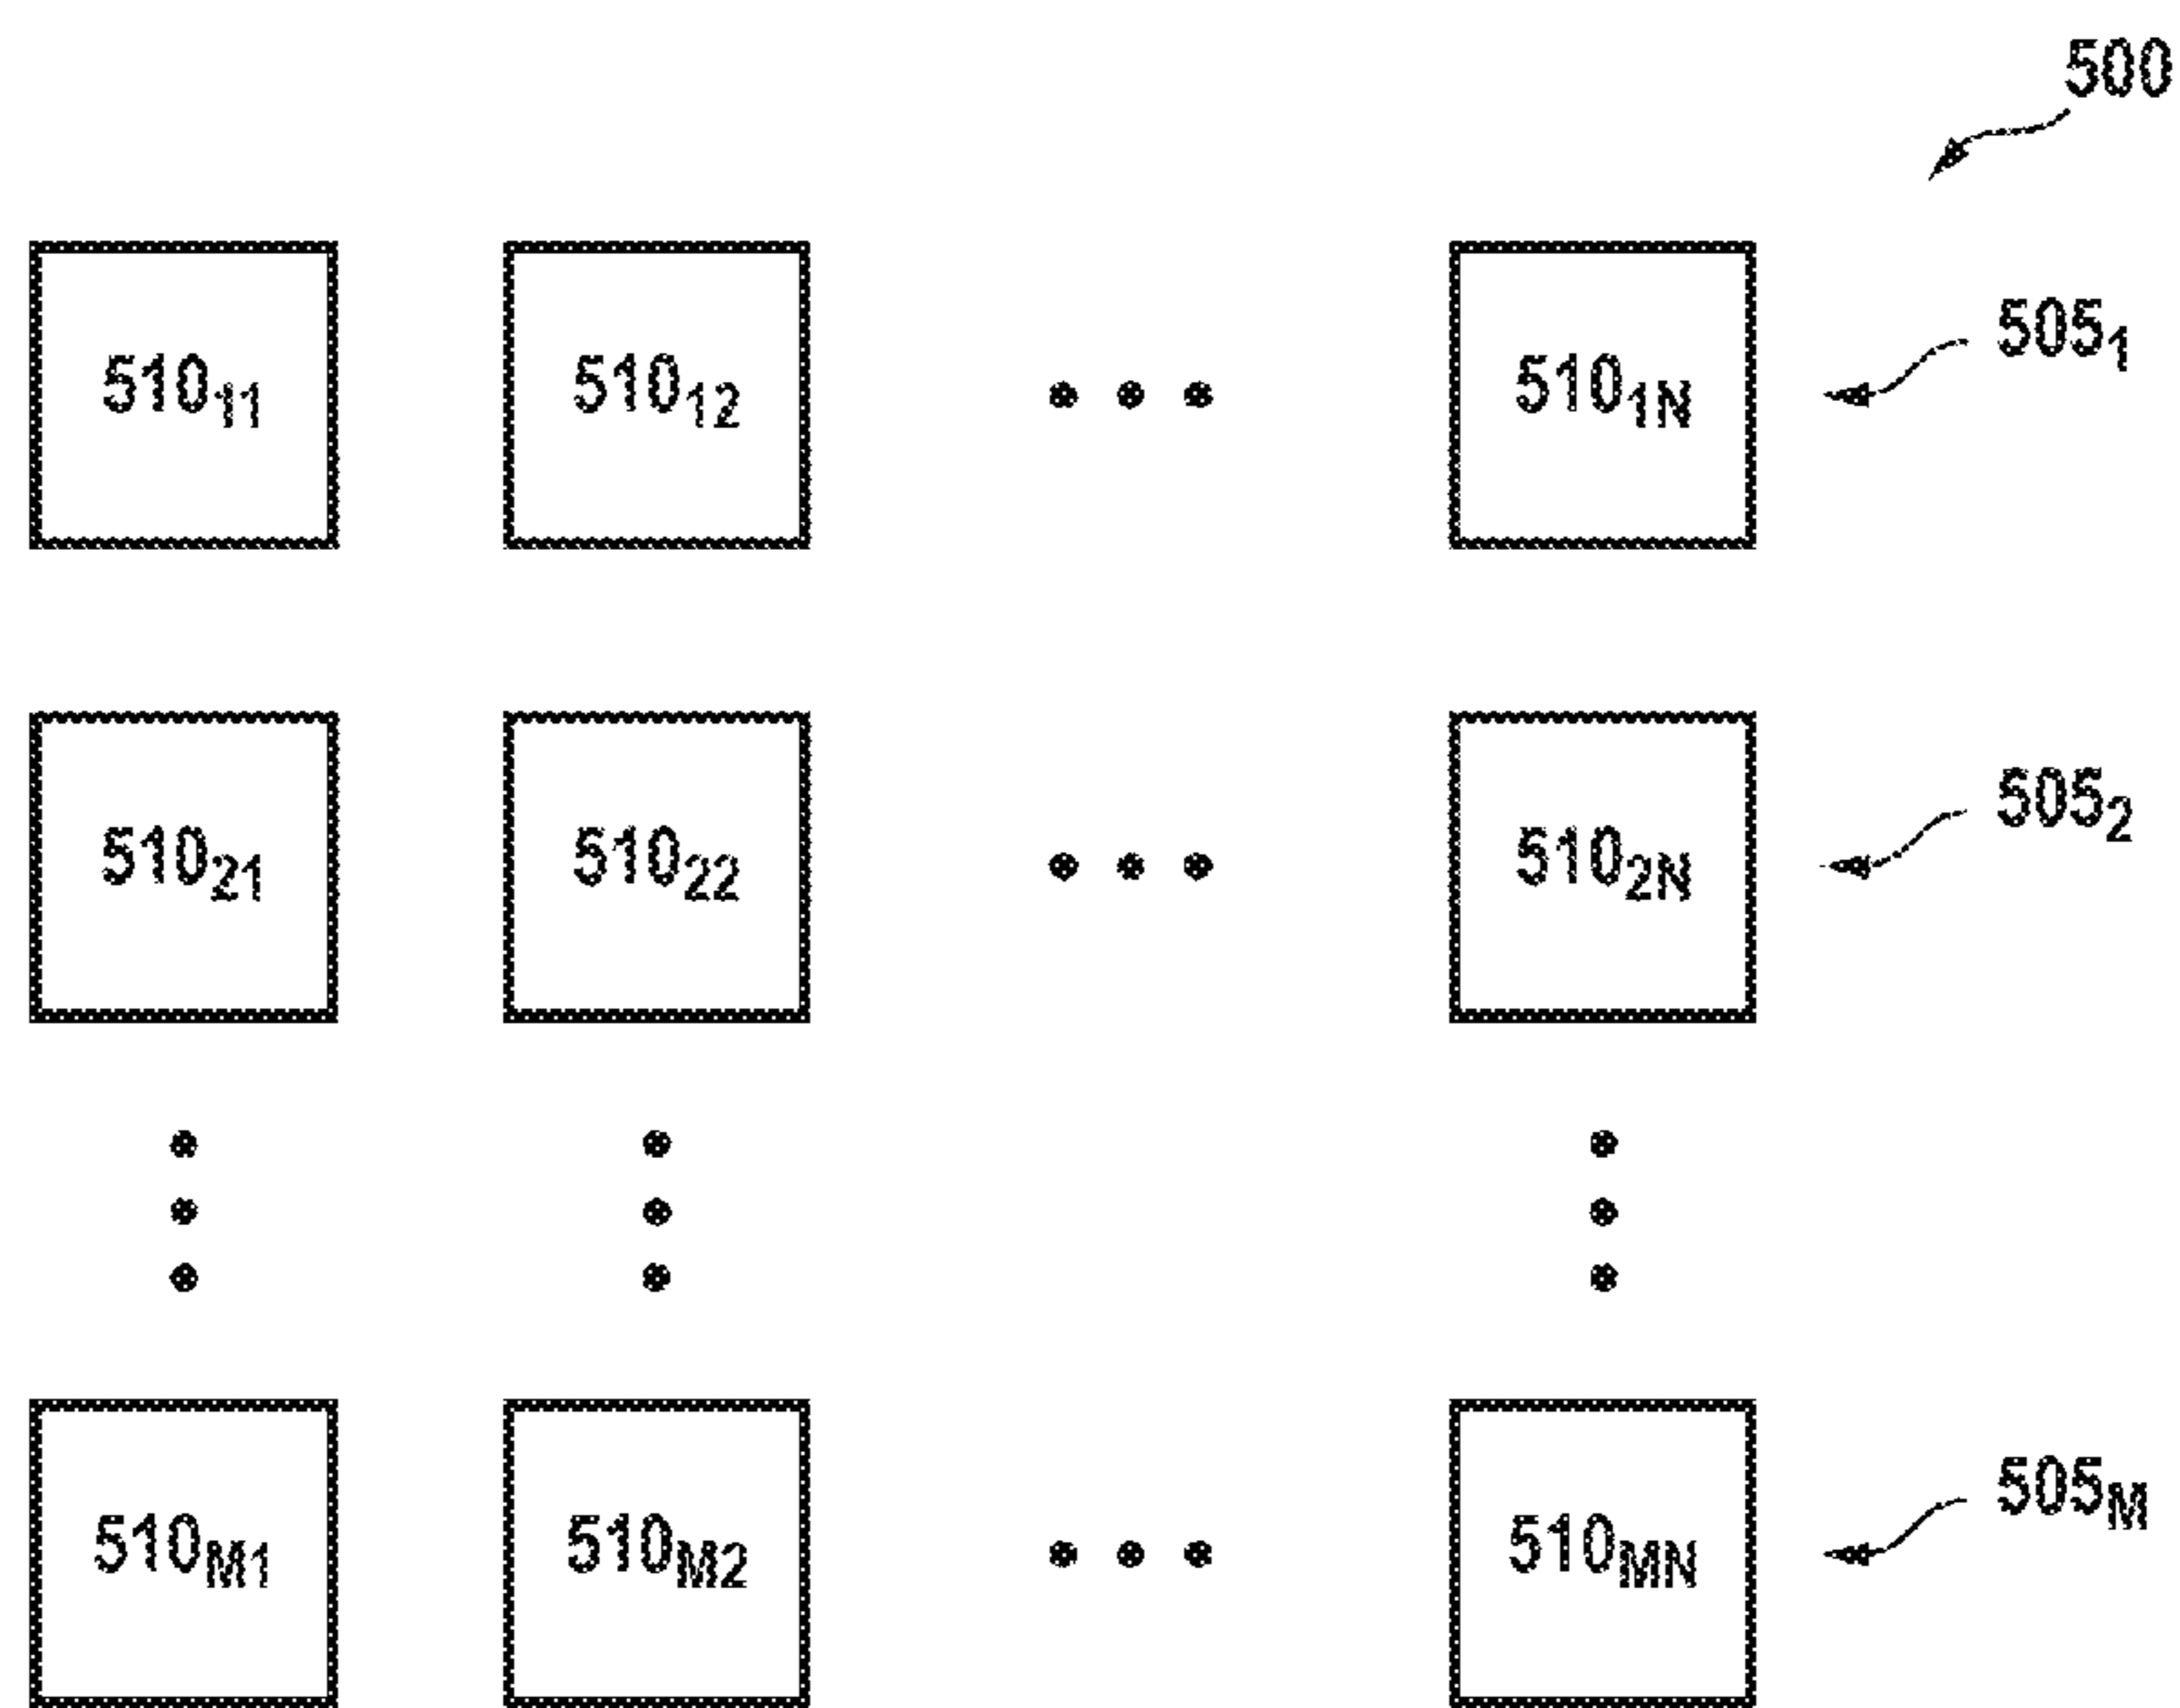 500
510₁₁ 510₁₂ • • • 510₁N 505₁
510₂₁ 510₂₂ • • • 510₂N 505₂
510M1 510M2 • • • 510MN 505M